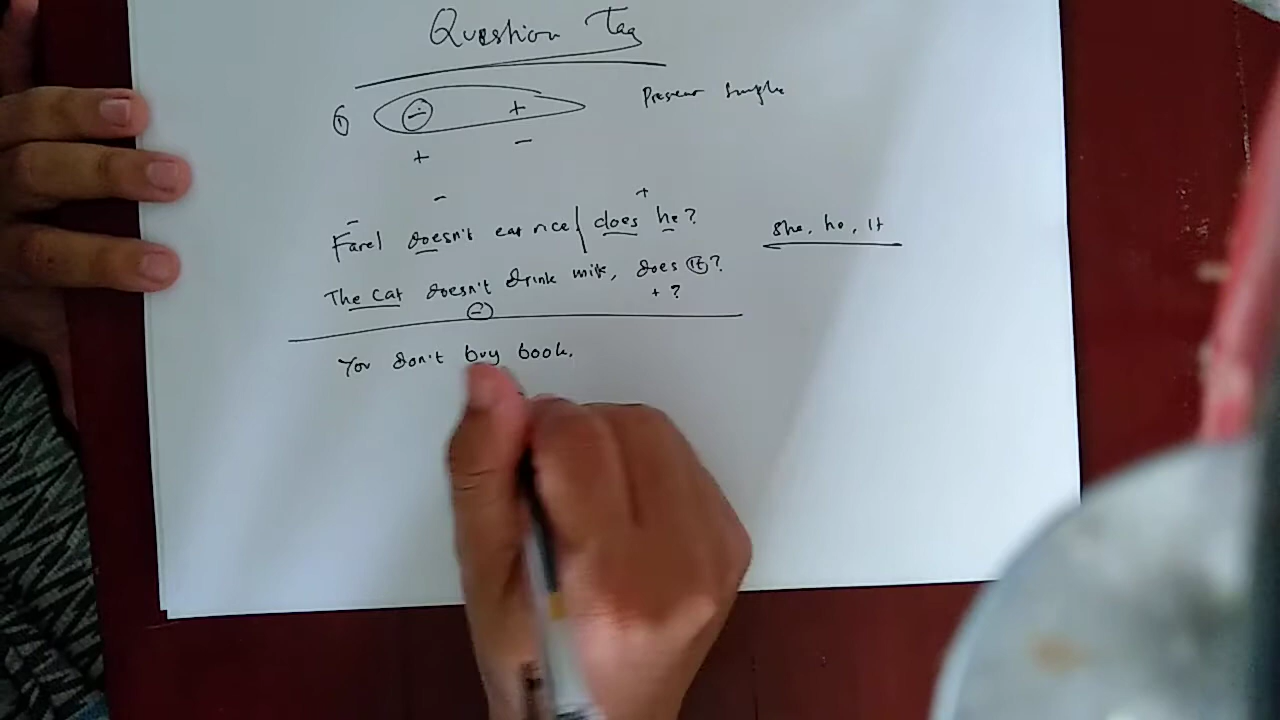 Question Tag
① ⊖ + Present Simple
+ -
- - +
Farel doesn't eat rice/ does he? she, he, it
The Cat doesn't drink milk, does it?
⊖ + ?
You don't buy book.